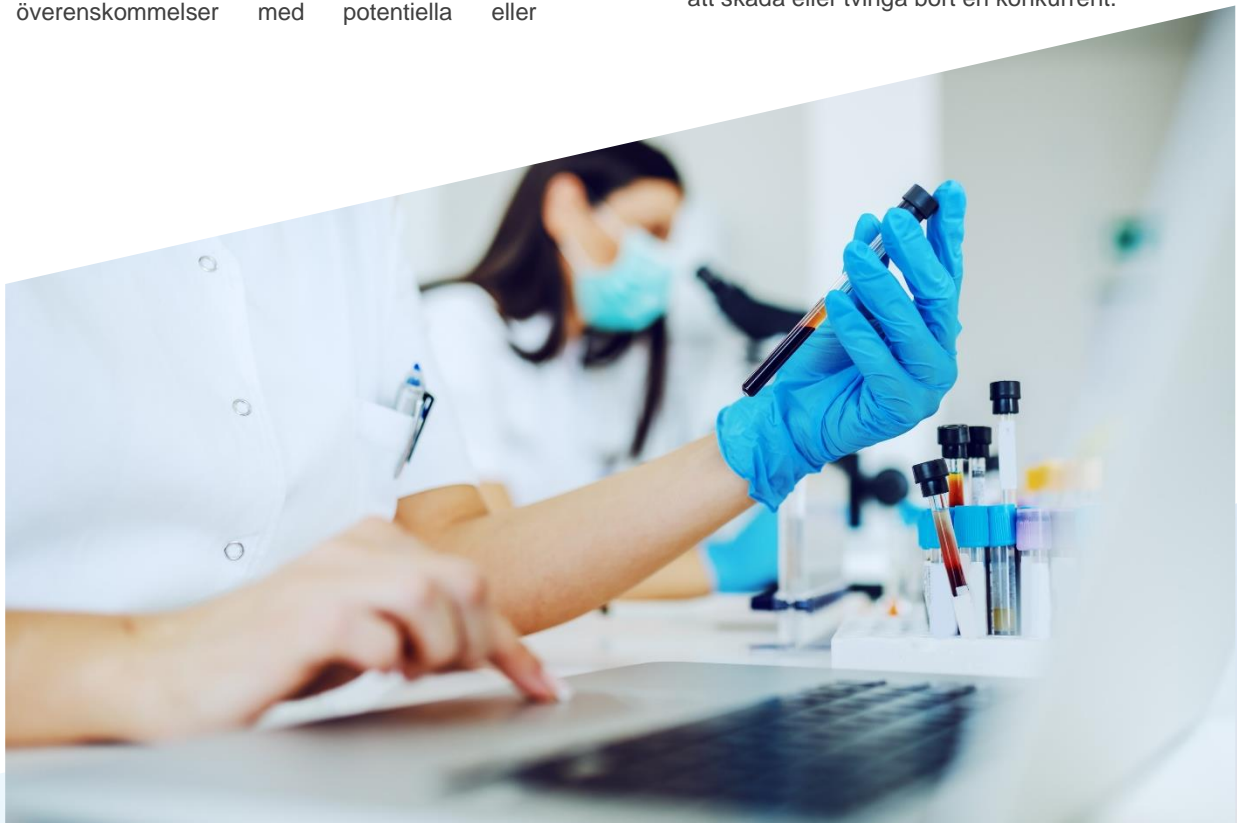 överenskommelser med potentiella eller
att skada eller tvinga bort en konkurrent.